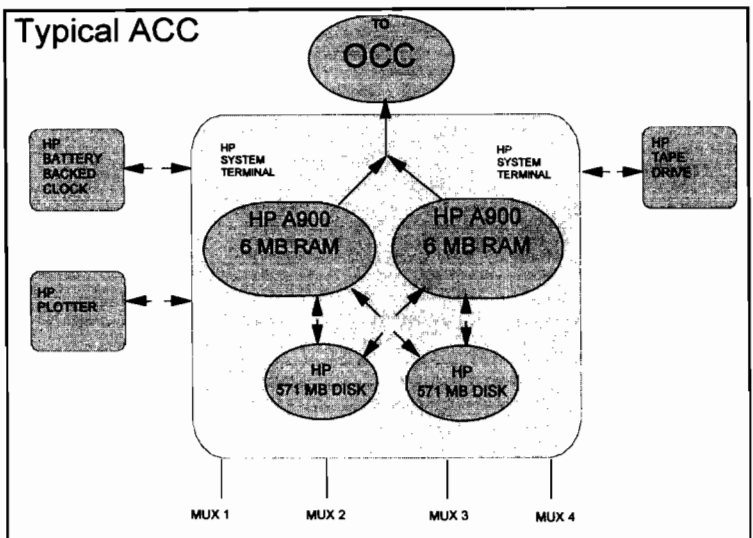 Typical ACC
TO
OCC
HP
BATTERY
BACKED
CLOCK
HP
SYSTEM
TERMINAL
HP
SYSTEM
TERMINAL
HP
TAPE
DRIVE
HP A900
6 MB RAM
HP A900
6 MB RAM
HP
PLOTTER
HP
571 MB DISK
HP
571 MB DISK
MUX 1
MUX 2
MUX 3
MUX 4